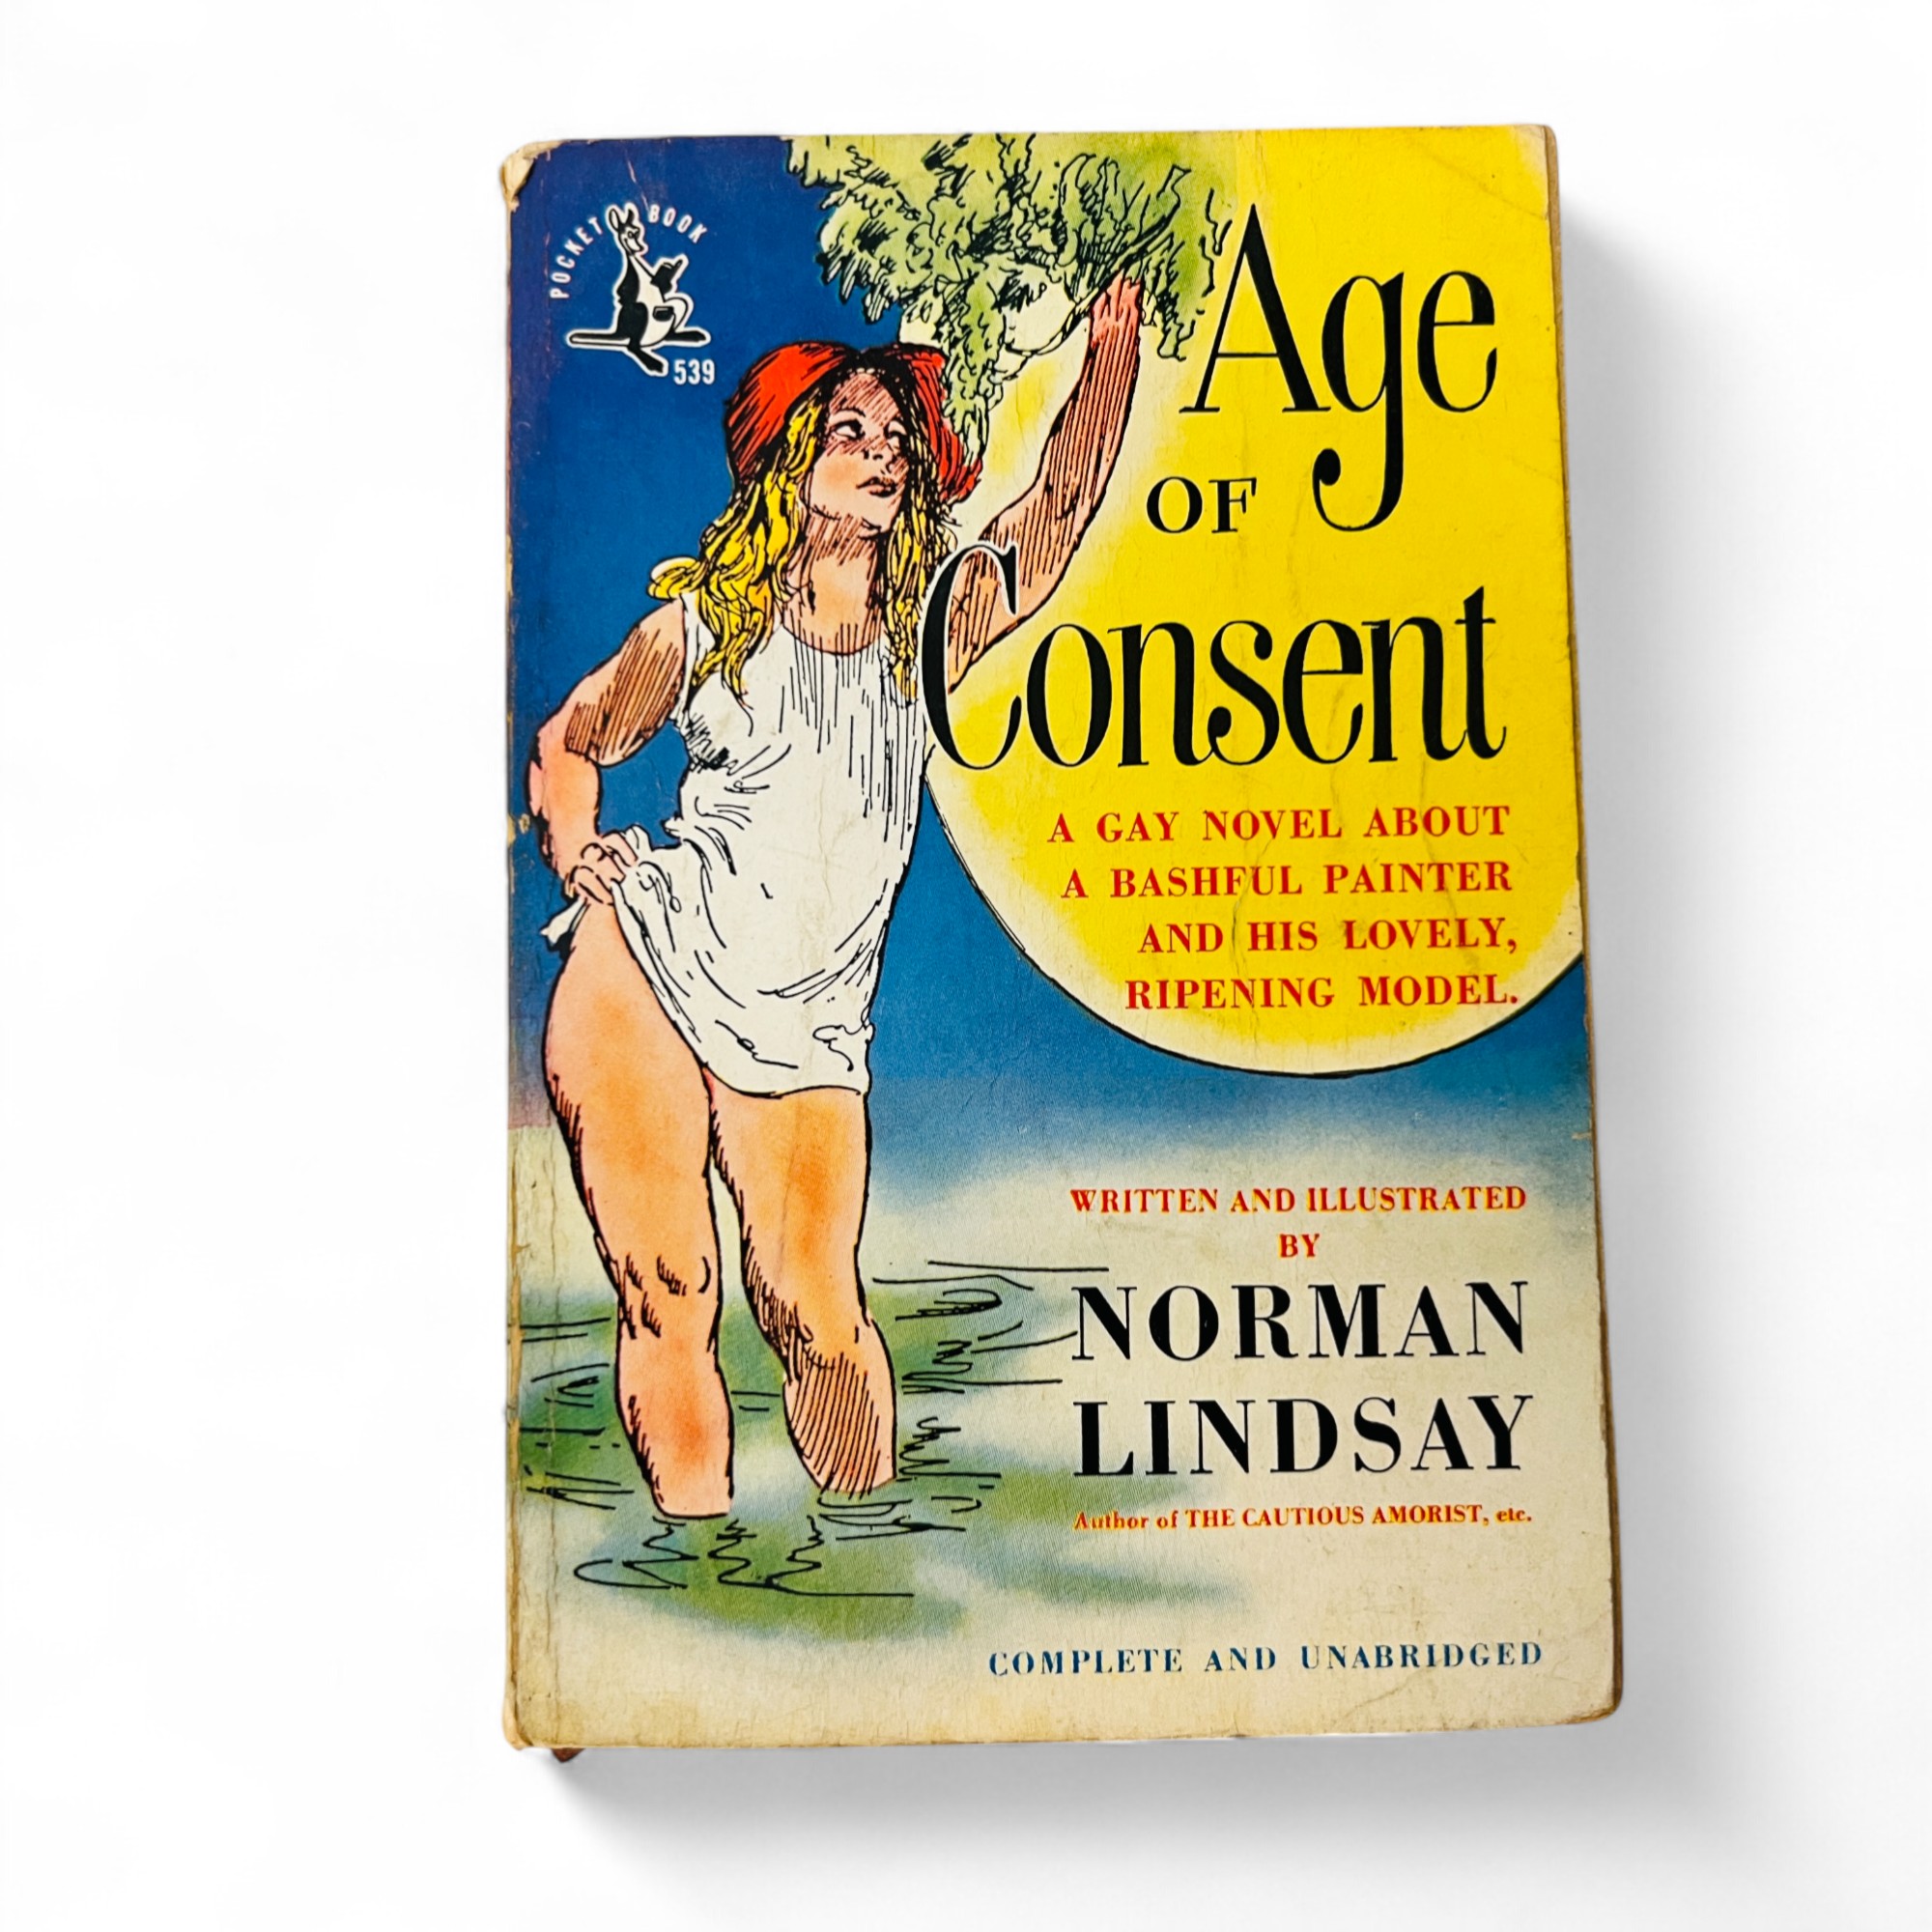 POCKET BOOK
539
Age
OF
Consent
A GAY NOVEL ABOUT
A BASHFUL PAINTER
AND HIS LOVELY,
RIPENING MODEL.
WRITTEN AND ILLUSTRATED
BY
NORMAN
LINDSAY
Author of THE CAUTIOUS AMORIST, etc.
COMPLETE AND UNABRIDGED